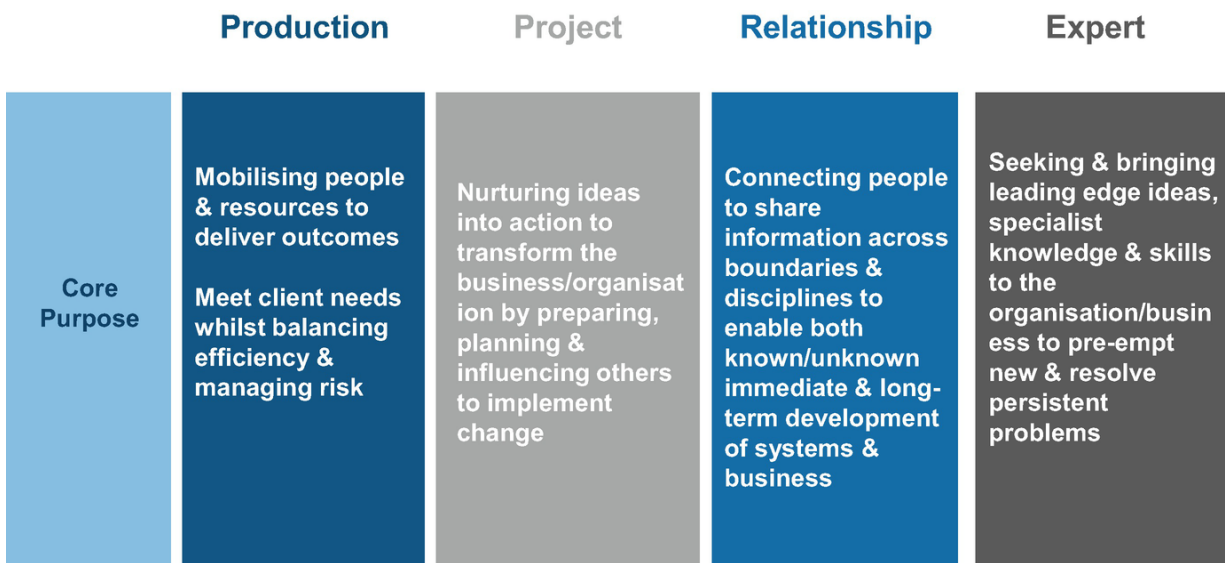 Production
Project
Relationship
Expert
Core
Purpose
Mobilising people
& resources to
deliver outcomes
Meet client needs
whilst balancing
efficiency &
managing risk
Nurturing ideas
into action to
transform the
business/organisat
ion by preparing,
planning &
influencing others
to implement
change
Connecting people
to share
information across
boundaries &
disciplines to
enable both
known/unknown
immediate & long-
term development
of systems &
business
Seeking & bringing
leading edge ideas,
specialist
knowledge & skills
to the
organisation/busin
ess to pre-empt
new & resolve
persistent
problems